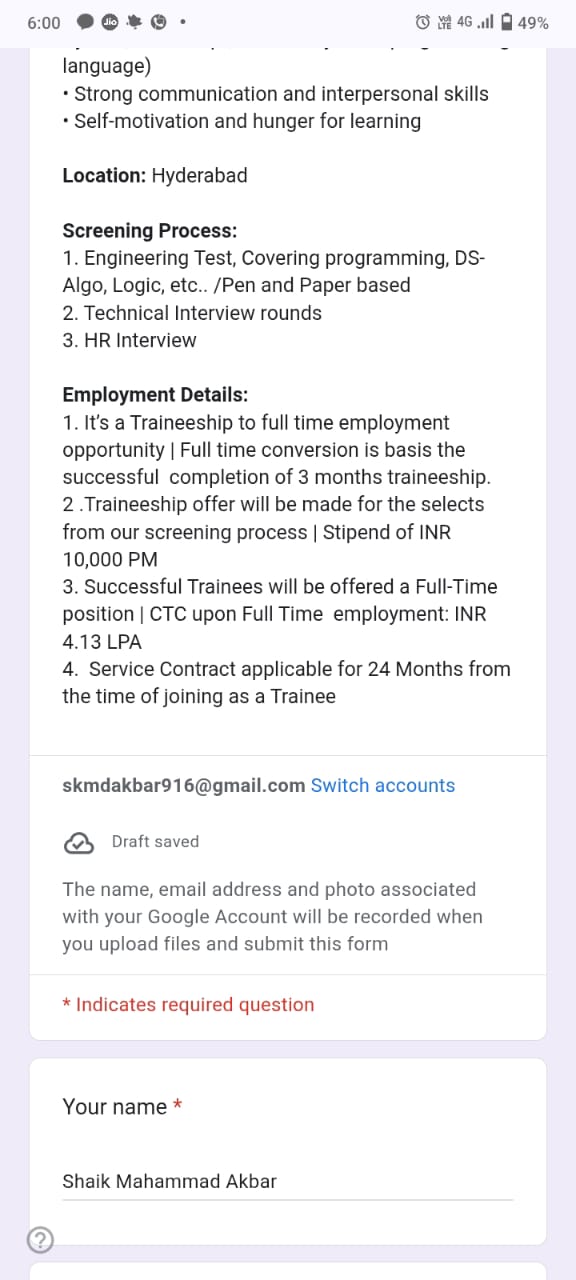 6:00 Jio 4G 49%
language)
• Strong communication and interpersonal skills
• Self-motivation and hunger for learning
Location: Hyderabad
Screening Process:
1. Engineering Test, Covering programming, DS-
Algo, Logic, etc.. /Pen and Paper based
2. Technical Interview rounds
3. HR Interview
Employment Details:
1. It's a Traineeship to full time employment
opportunity | Full time conversion is basis the
successful  completion of 3 months traineeship.
2 .Traineeship offer will be made for the selects
from our screening process | Stipend of INR
10,000 PM
3. Successful Trainees will be offered a Full-Time
position | CTC upon Full Time  employment: INR
4.13 LPA
4.  Service Contract applicable for 24 Months from
the time of joining as a Trainee
skmdakbar916@gmail.com Switch accounts
Draft saved
The name, email address and photo associated
with your Google Account will be recorded when
you upload files and submit this form
* Indicates required question
Your name *
Shaik Mahammad Akbar
?